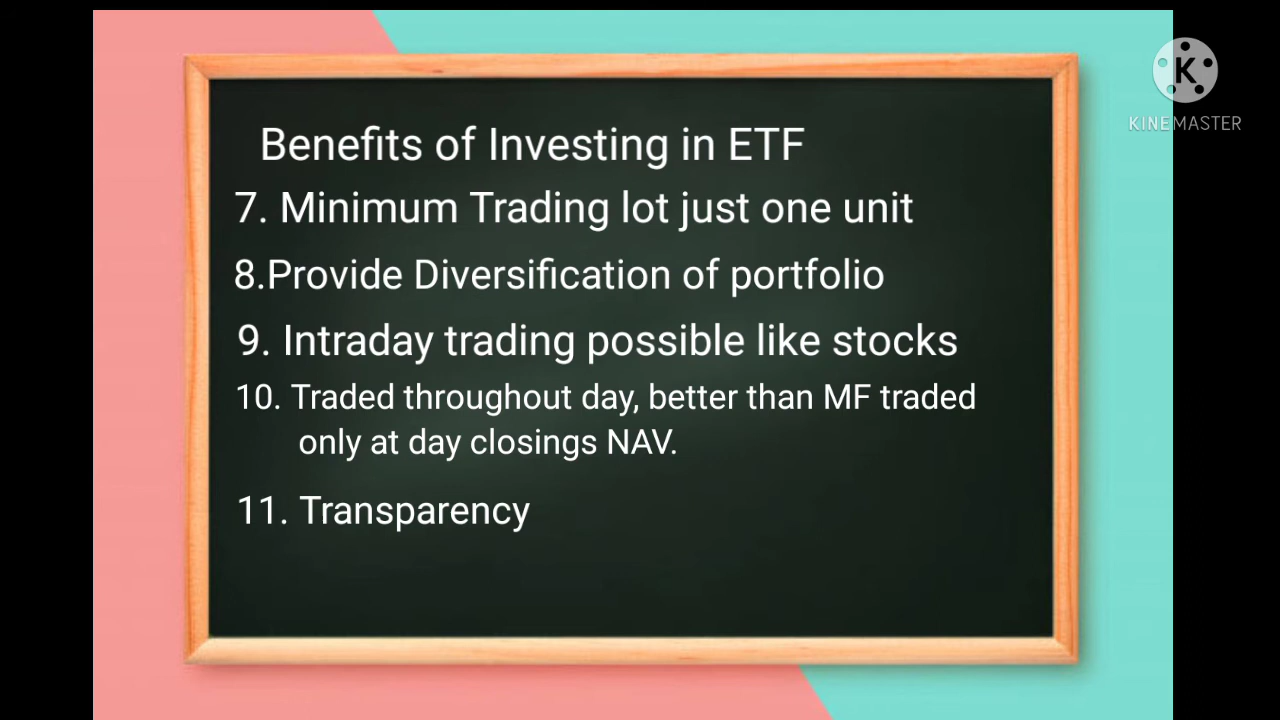 Benefits of Investing in ETF
7. Minimum Trading lot just one unit
8.Provide Diversification of portfolio
9. Intraday trading possible like stocks
10. Traded throughout day, better than MF traded
only at day closings NAV.
11. Transparency
K
KINEMASTER